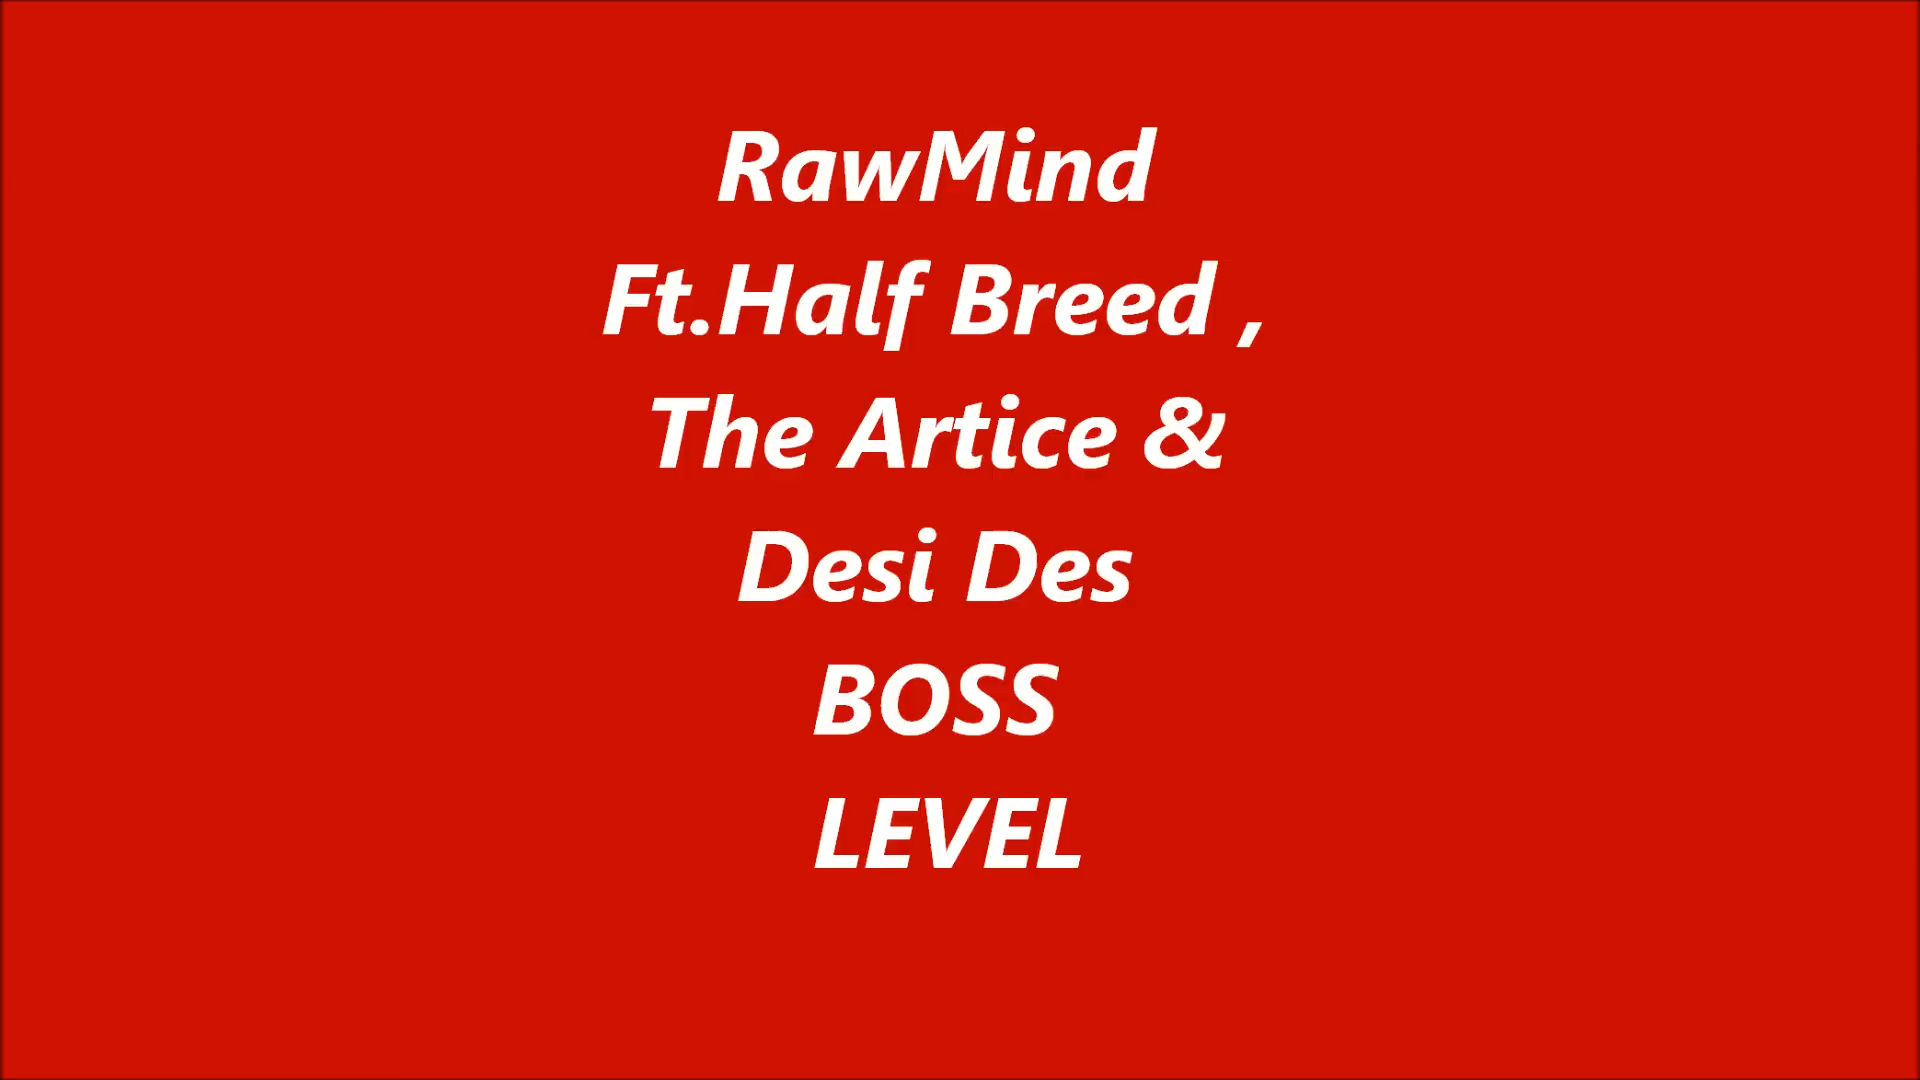 RawMind
Ft.Half Breed ,
The Artice &
Desi Des
BOSS
LEVEL